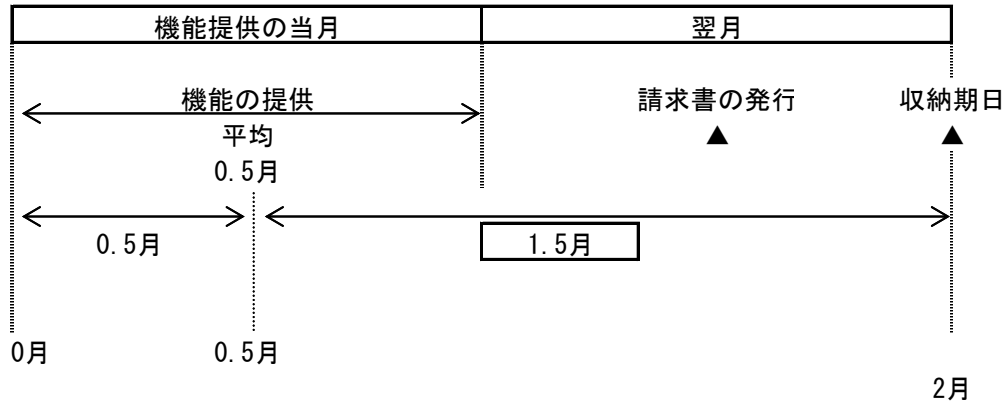 機能提供の当月 翌月
機能の提供 請求書の発行 収納期日
平均 ▲ ▲
0.5月
0.5月 1.5月
0月 0.5月
2月